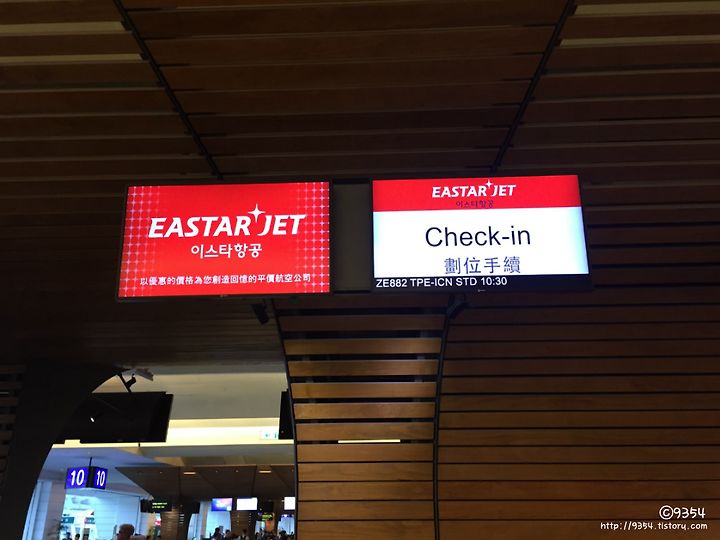 EASTAR JET
이스타항공
以優惠的價格為您創造回憶的平價航空公司
EASTAR JET
이스타항공
Check-in
劃位手續
ZE882 TPE-ICN STD 10:30
10 10
©9354
http://9354.tistory.com